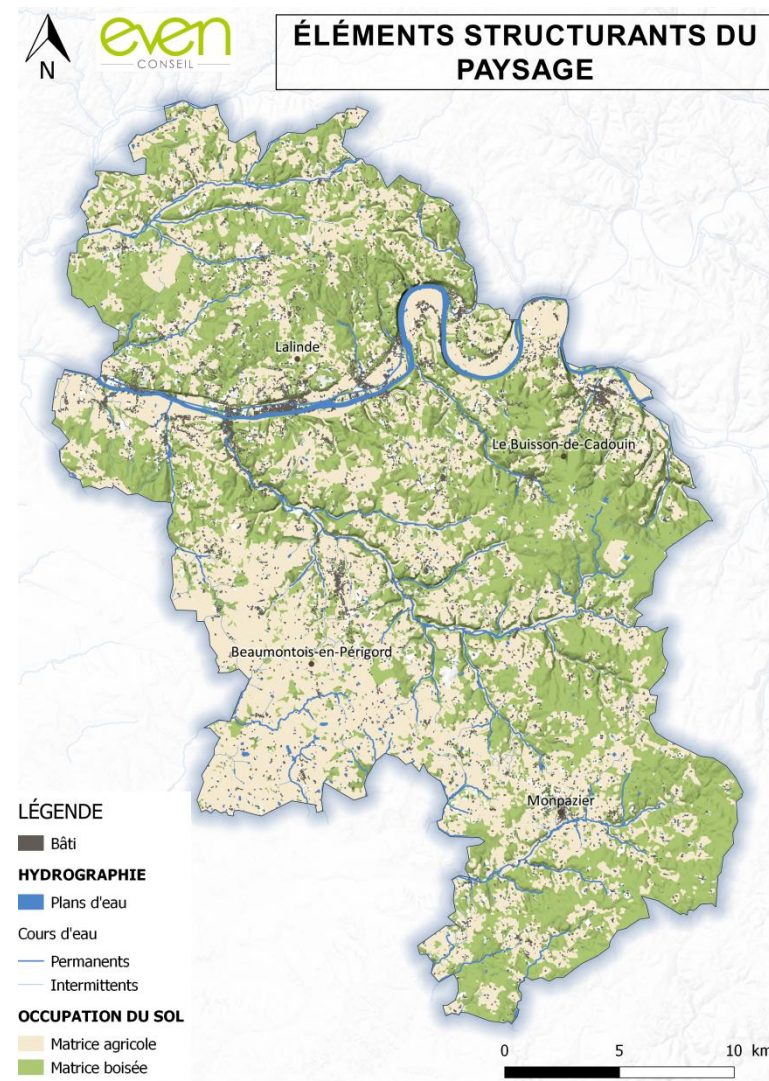 N
even
CONSEIL
ÉLÉMENTS STRUCTURANTS DU
PAYSAGE
Lalinde
Le Buisson-de-Cadouin
Beaumontois-en-Périgord
Monpazier
LÉGENDE
Bâti
HYDROGRAPHIE
Plans d'eau
Cours d'eau
Permanents
Intermittents
OCCUPATION DU SOL
Matrice agricole
Matrice boisée
0 5 10 km